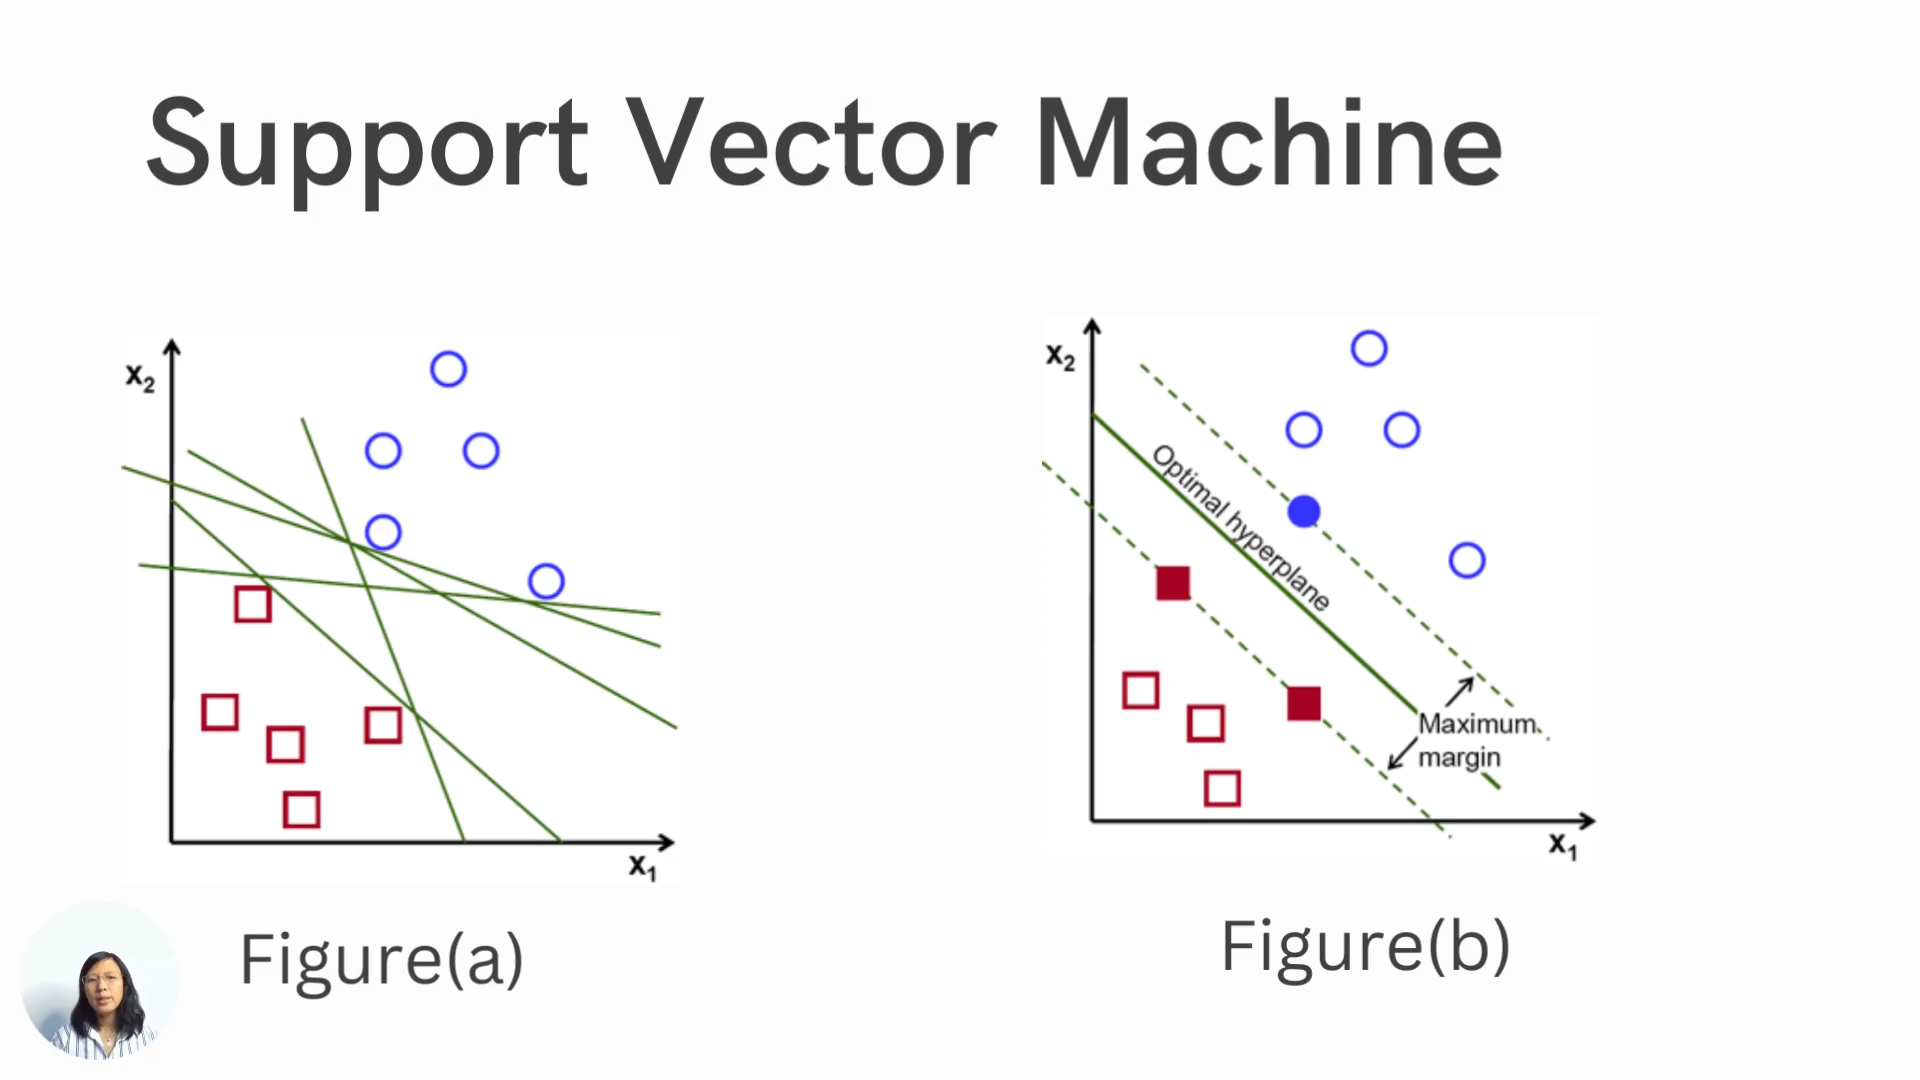 Support Vector Machine
x2
x1
Figure(a)
x2
Optimal hyperplane
Maximum
margin
x1
Figure(b)